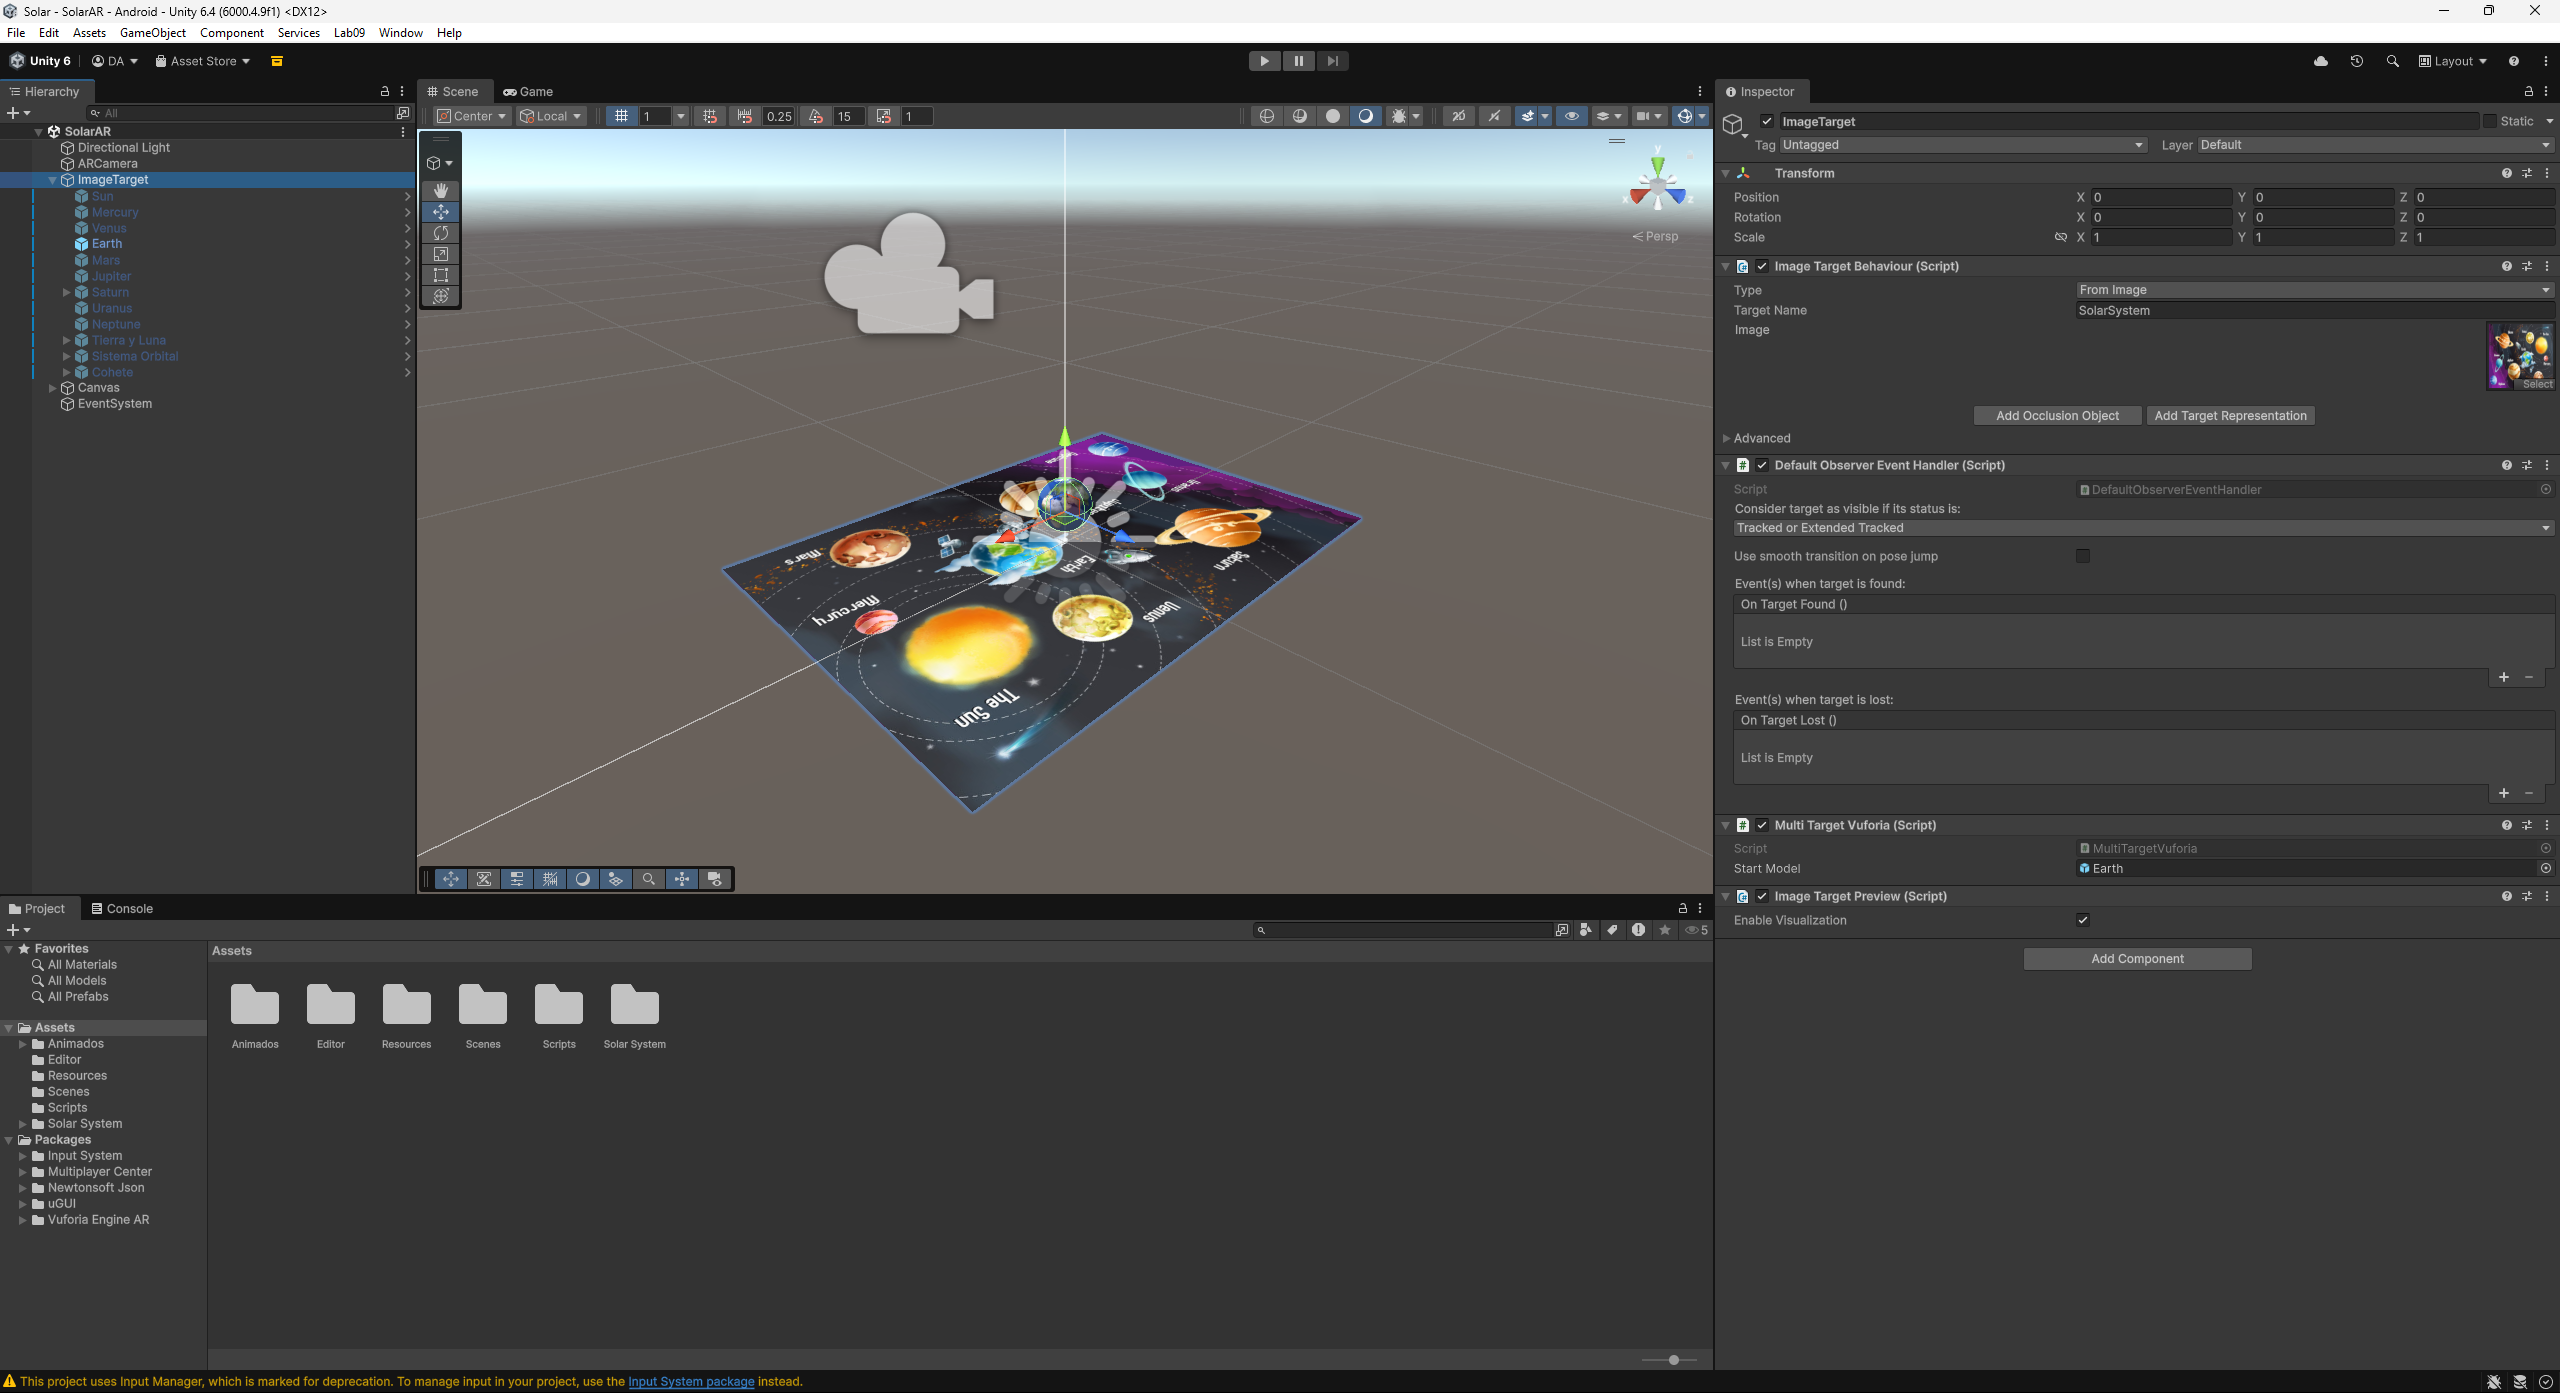 Solar - SolarAR - Android - Unity 6.4 (6000.4.9f1) <DX12>
File Edit Assets GameObject Component Services Lab09 Window Help
Unity 6 DA Asset Store Layout
Hierarchy
All
SolarAR
Directional Light
ARCamera
ImageTarget
Sun
Mercury
Venus
Earth
Mars
Jupiter
Saturn
Uranus
Neptune
Tierra y Luna
Sistema Orbital
Cohete
Canvas
EventSystem
Scene Game
Center Local 1 0.25 15 1 2D
y
x z
Persp
Mars
Mercury
The Sun
Venus
Earth
Saturn
Inspector
ImageTarget Static
Tag Untagged Layer Default
Transform
Position X 0 Y 0 Z 0
Rotation X 0 Y 0 Z 0
Scale X 1 Y 1 Z 1
Image Target Behaviour (Script)
Type From Image
Target Name SolarSystem
Image
Select
Add Occlusion Object Add Target Representation
Advanced
Default Observer Event Handler (Script)
Script DefaultObserverEventHandler
Consider target as visible if its status is:
Tracked or Extended Tracked
Use smooth transition on pose jump
Event(s) when target is found:
On Target Found ()
List is Empty
Event(s) when target is lost:
On Target Lost ()
List is Empty
Multi Target Vuforia (Script)
Script MultiTargetVuforia
Start Model Earth
Image Target Preview (Script)
Enable Visualization
Add Component
Project Console
5
Favorites
All Materials
All Models
All Prefabs
Assets
Animados
Editor
Resources
Scenes
Scripts
Solar System
Packages
Input System
Multiplayer Center
Newtonsoft Json
uGUI
Vuforia Engine AR
Assets
Animados Editor Resources Scenes Scripts Solar System
This project uses Input Manager, which is marked for deprecation. To manage input in your project, use the Input System package instead.